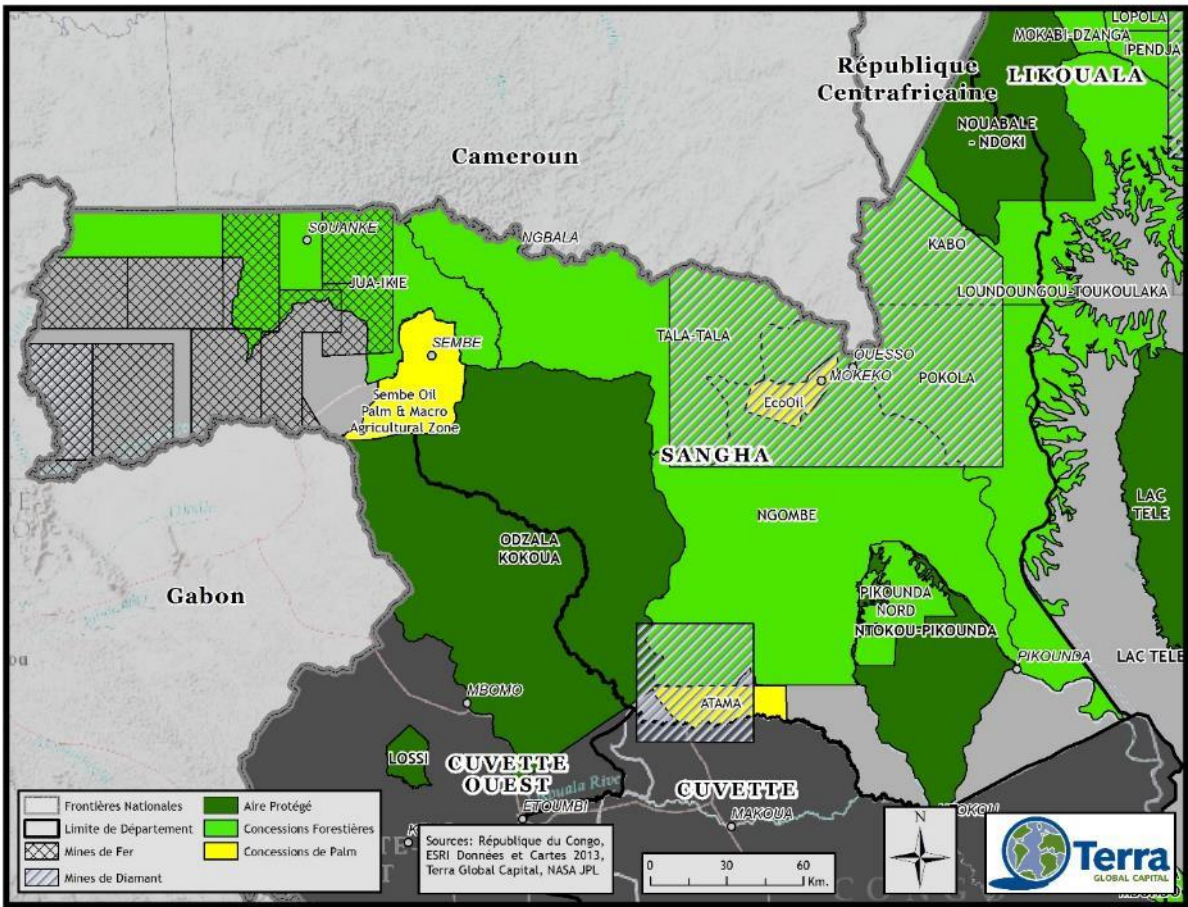 LOPOLA
MOKABI-DZANGA
IPENDJA
République
Centrafricaine
LIKOUALA
NOUABALE
- NDOKI
Cameroun
SOUANKE
NGBALA
KABO
JUA-IKIE
LOUNDOUNGOU-TOUKOULAKA
TALA-TALA
SEMBE
OUESSO
MOKEKO
POKOLA
EcoOil
Sembe Oil
Palm & Macro
Agricultural Zone
SANGHA
LAC
TELE
NGOMBE
ODZALA
KOKOUA
Gabon
PIKOUNDA
NORD
NTOKOU-PIKOUNDA
PIKOUNDA
LAC TELE
MBOMO
ATAMA
LOSSI
CUVETTE
OUEST
CUVETTE
ETOUMBI
MAKOUA
Frontières Nationales
Limite de Département
Mines de Fer
Mines de Diamant
Aire Protégé
Concessions Forestières
Concessions de Palm
Sources: République du Congo,
ESRI Données et Cartes 2013,
Terra Global Capital, NASA JPL
0 30 60
Km.
N
Terra
GLOBAL CAPITAL